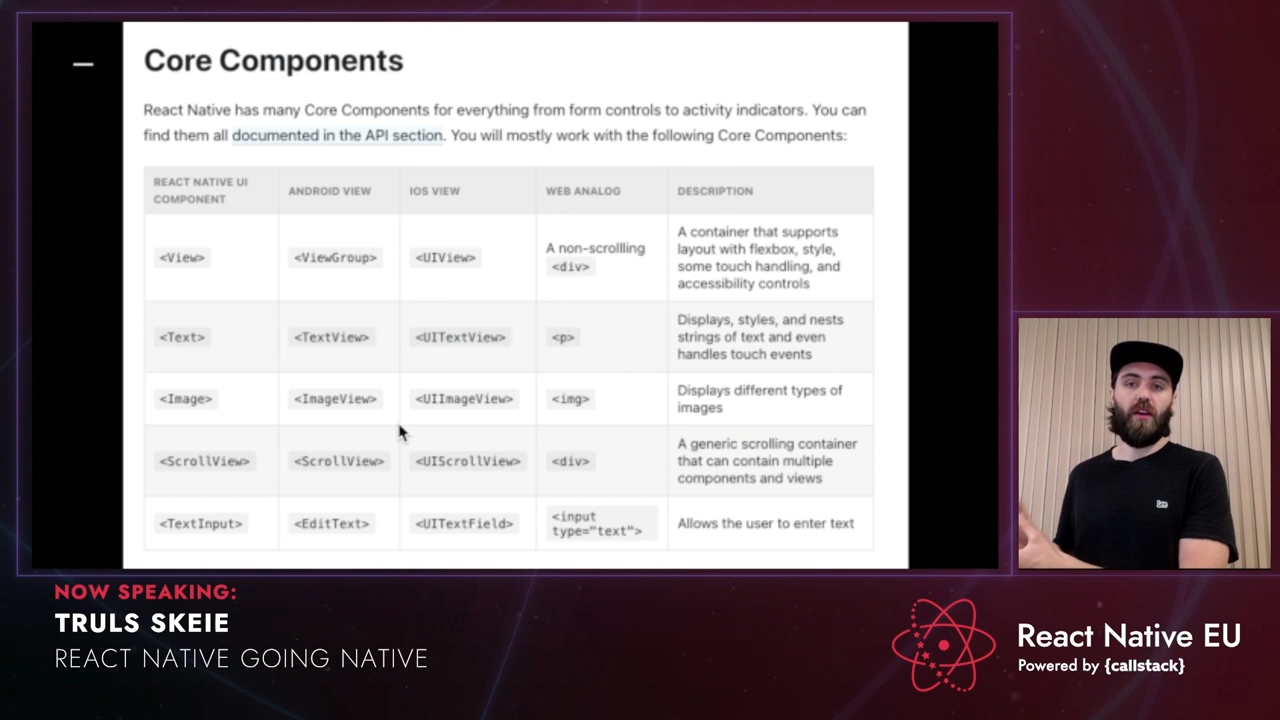 Core Components
React Native has many Core Components for everything from form controls to activity indicators. You can
find them all documented in the API section. You will mostly work with the following Core Components:
REACT NATIVE UI
COMPONENT
ANDROID VIEW
IOS VIEW
WEB ANALOG
DESCRIPTION
<View>
<ViewGroup>
<UIView>
A non-scrollling
<div>
A container that supports
layout with flexbox, style,
some touch handling, and
accessibility controls
<Text>
<TextView>
<UITextView>
<p>
Displays, styles, and nests
strings of text and even
handles touch events
<Image>
<ImageView>
<UIImageView>
<img>
Displays different types of
images
<ScrollView>
<ScrollView>
<UIScrollView>
<div>
A generic scrolling container
that can contain multiple
components and views
<TextInput>
<EditText>
<UITextField>
<input
type="text">
Allows the user to enter text
NOW SPEAKING:
TRULS SKEIE
REACT NATIVE GOING NATIVE
React Native EU
Powered by {callstack}